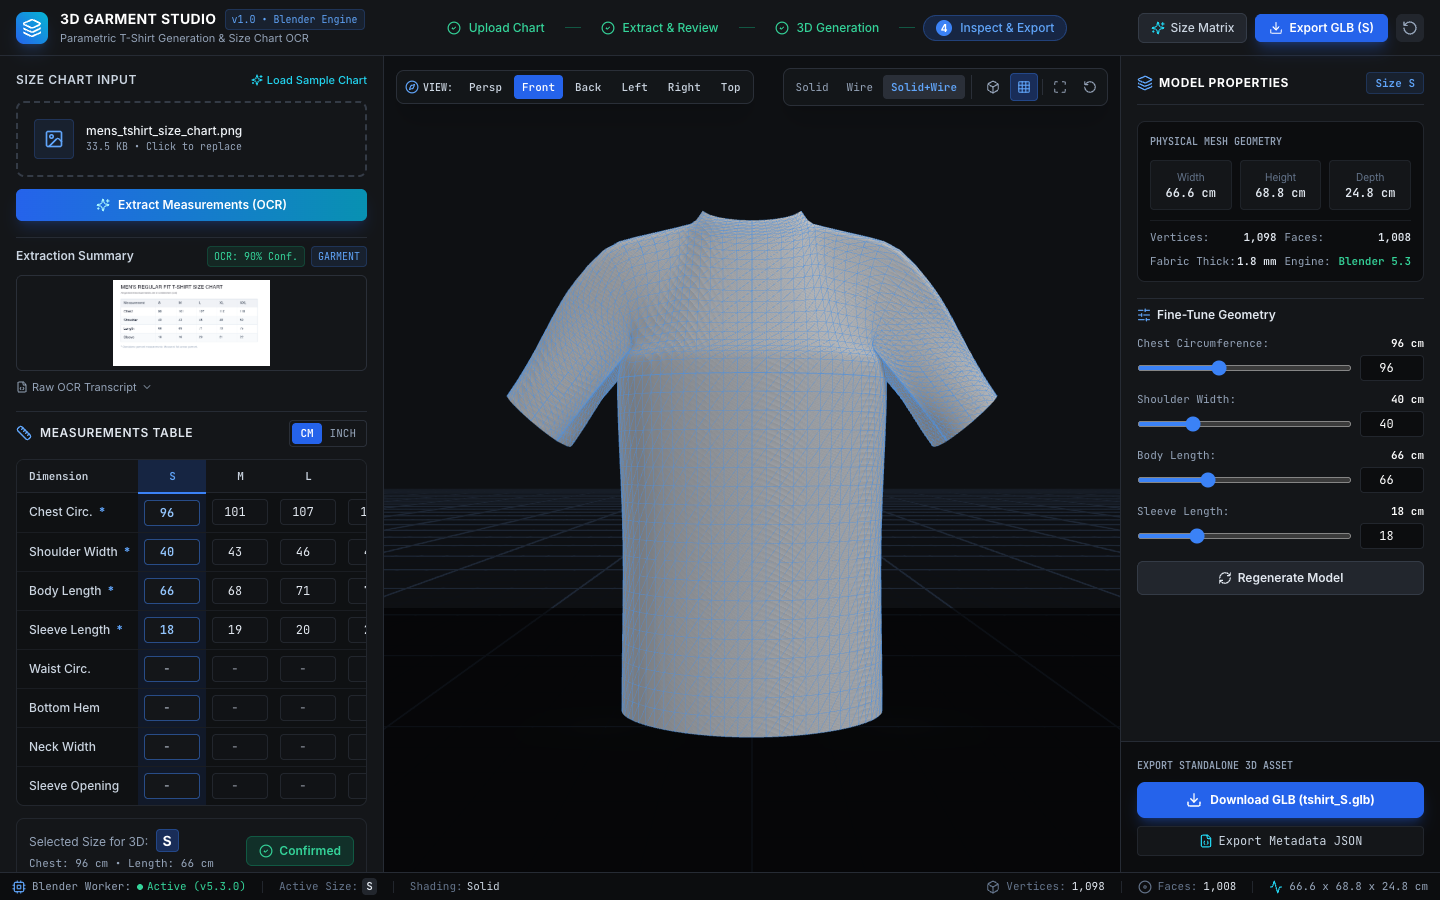 3D GARMENT STUDIO v1.0 • Blender Engine
Parametric T-Shirt Generation & Size Chart OCR
Upload Chart
Extract & Review
3D Generation
4 Inspect & Export
Size Matrix
Export GLB (S)
SIZE CHART INPUT
Load Sample Chart
mens_tshirt_size_chart.png
33.5 KB • Click to replace
Extract Measurements (OCR)
Extraction Summary
OCR: 90% Conf.
GARMENT
MEN'S REGULAR FIT T-SHIRT SIZE CHART
Raw OCR Transcript
MEASUREMENTS TABLE
CM INCH
Dimension S M L
Chest Circ. * 96 101 107 1
Shoulder Width * 40 43 46
Body Length * 66 68 71
Sleeve Length * 18 19 20
Waist Circ. - - -
Bottom Hem - - -
Neck Width - - -
Sleeve Opening - - -
Selected Size for 3D: S
Chest: 96 cm • Length: 66 cm
Confirmed
VIEW: Persp Front Back Left Right Top
Solid Wire Solid+Wire
MODEL PROPERTIES
Size S
PHYSICAL MESH GEOMETRY
Width Height Depth
66.6 cm 68.8 cm 24.8 cm
Vertices: 1,098 Faces: 1,008
Fabric Thick: 1.8 mm Engine: Blender 5.3
Fine-Tune Geometry
Chest Circumference: 96 cm
96
Shoulder Width: 40 cm
40
Body Length: 66 cm
66
Sleeve Length: 18 cm
18
Regenerate Model
EXPORT STANDALONE 3D ASSET
Download GLB (tshirt_S.glb)
Export Metadata JSON
Blender Worker: Active (v5.3.0)
Active Size: S
Shading: Solid
Vertices: 1,098
Faces: 1,008
66.6 x 68.8 x 24.8 cm